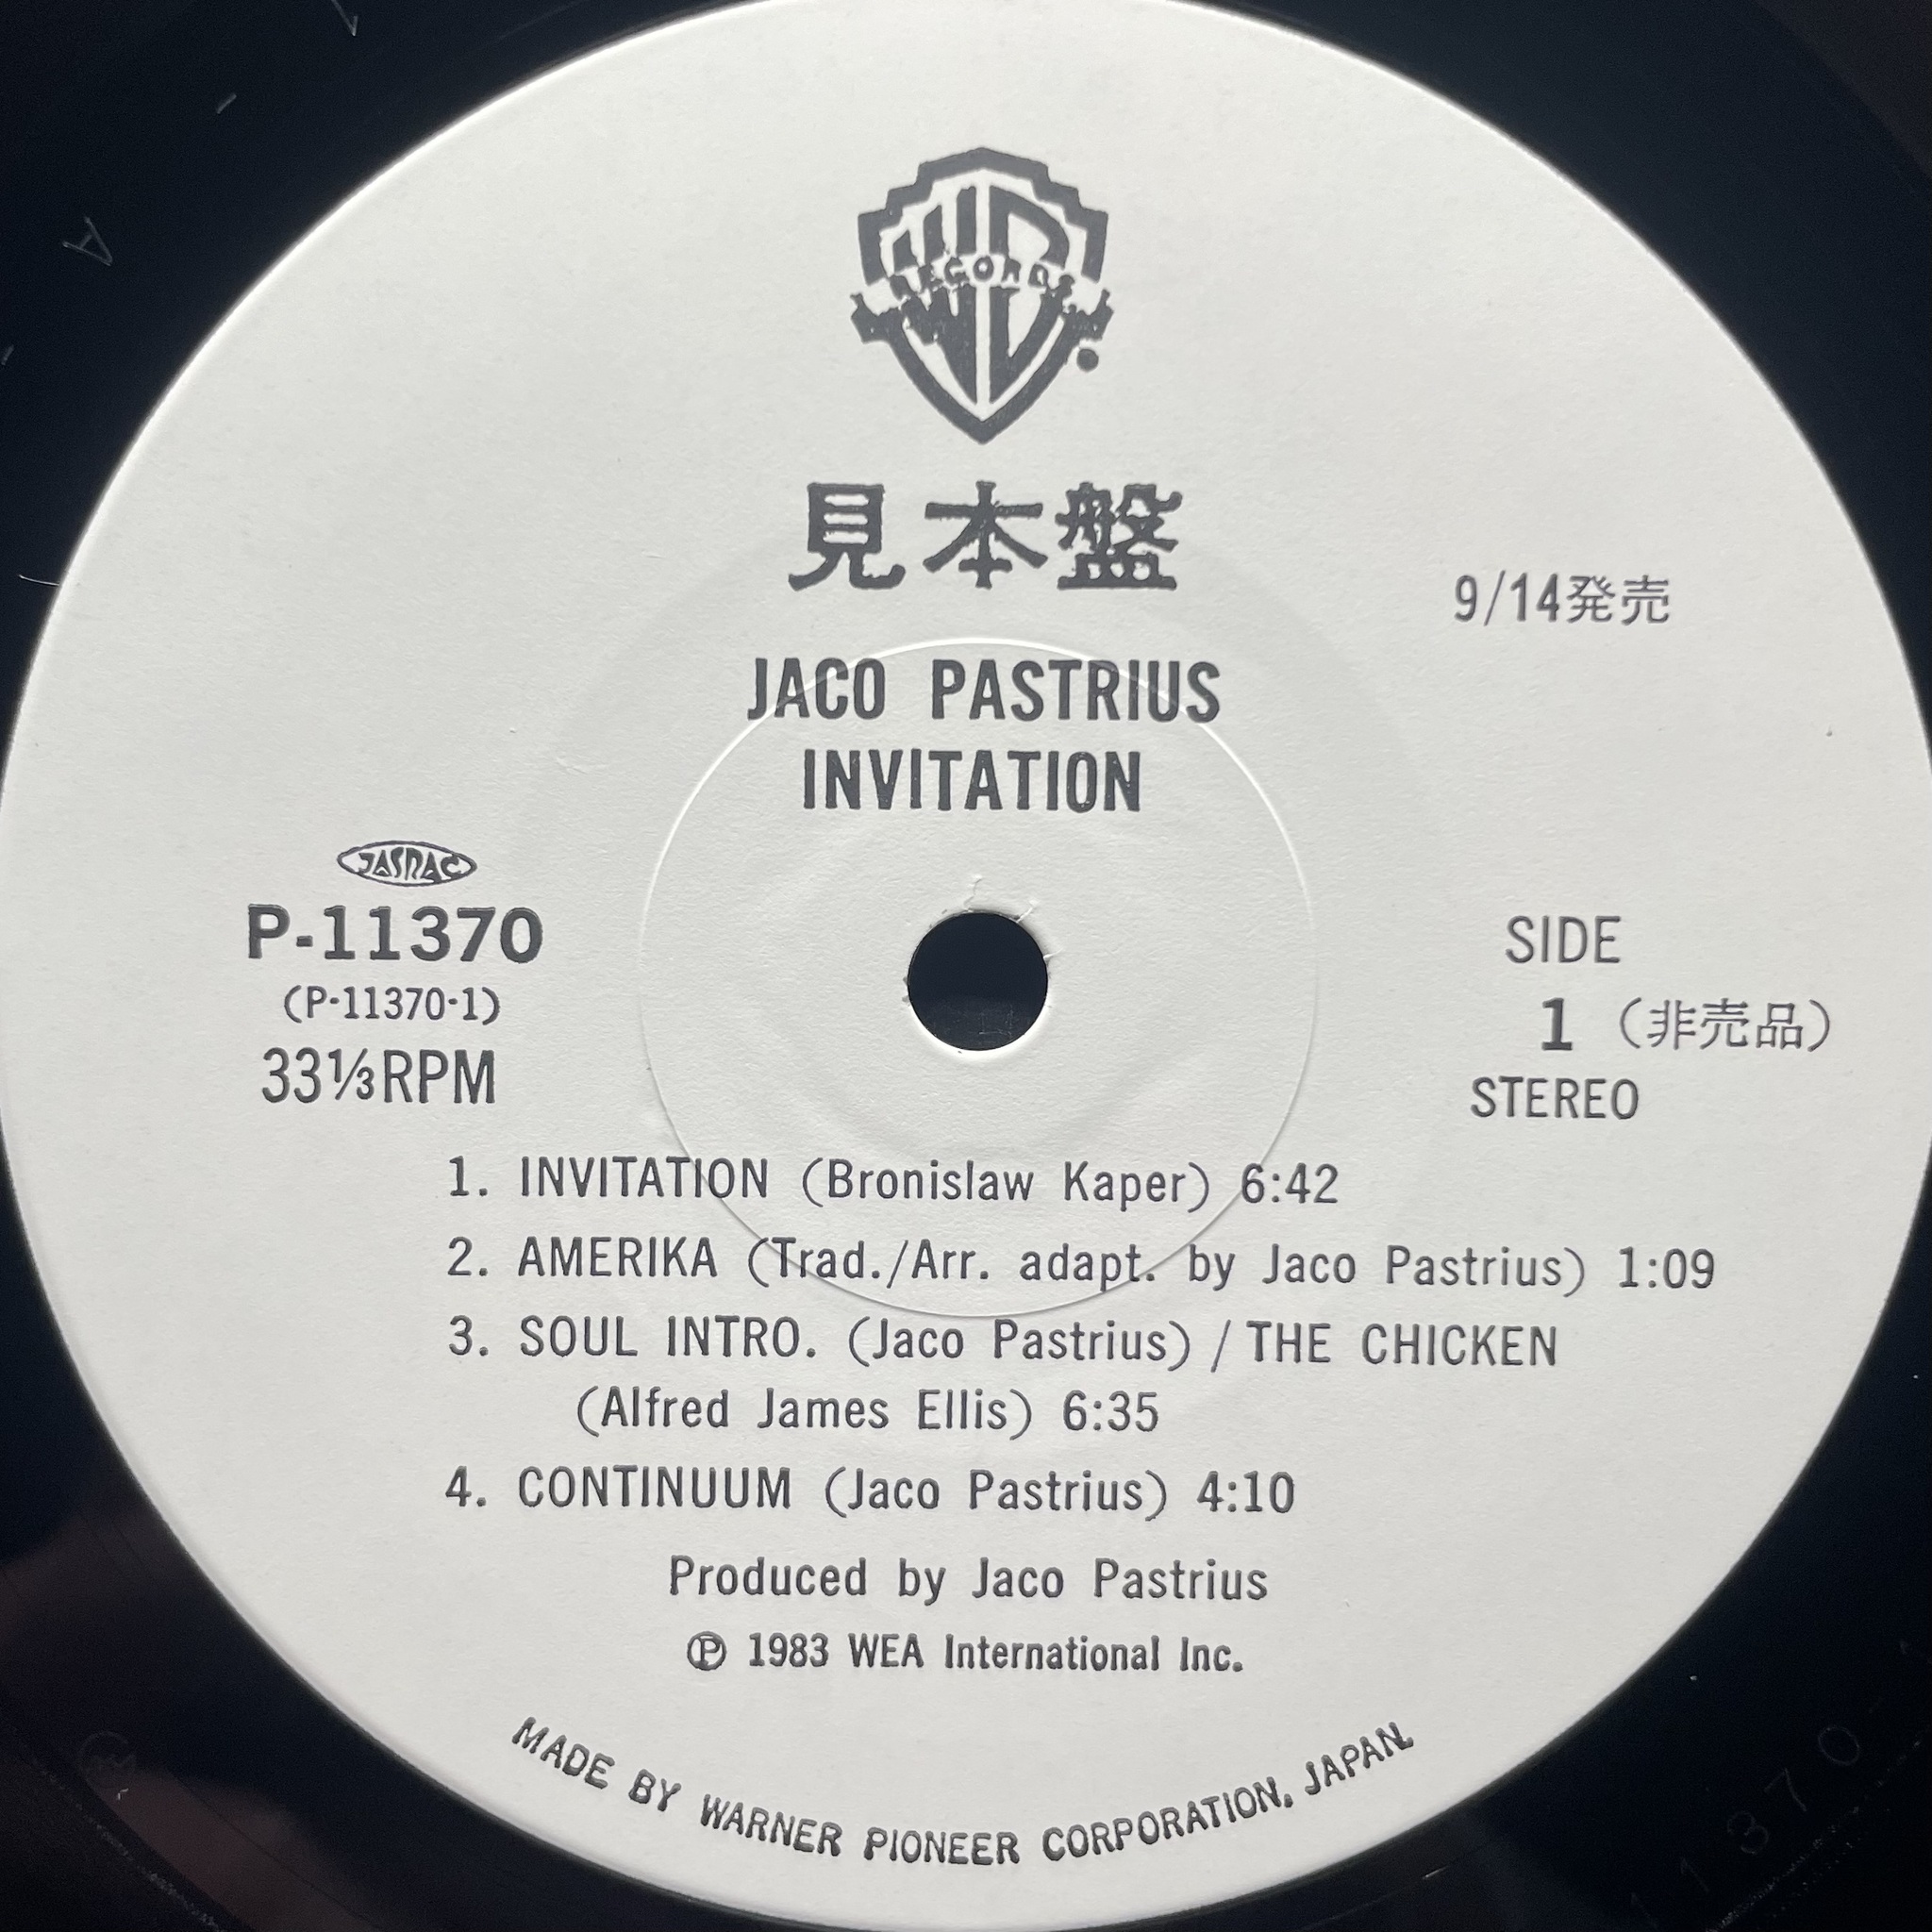 WB
RECORDS
見本盤
9/14発売
JACO PASTRIUS
INVITATION
JASRAC
P-11370
(P-11370-1)
33⅓RPM
SIDE
1 (非売品)
STEREO
1. INVITATION (Bronislaw Kaper) 6:42
2. AMERIKA (Trad./Arr. adapt. by Jaco Pastrius) 1:09
3. SOUL INTRO. (Jaco Pastrius) / THE CHICKEN
(Alfred James Ellis) 6:35
4. CONTINUUM (Jaco Pastrius) 4:10
Produced by Jaco Pastrius
Ⓟ 1983 WEA International Inc.
MADE BY WARNER PIONEER CORPORATION, JAPAN.
A
11370